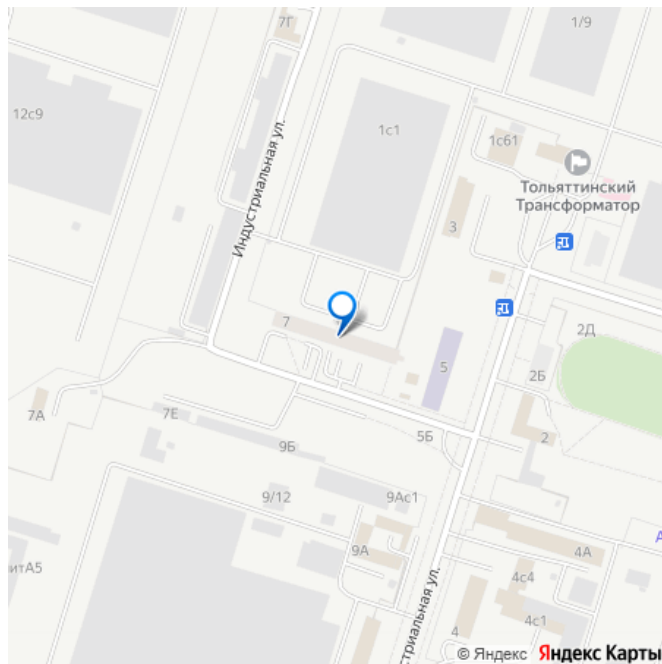 7Г
1/9
12с9
1с1
1с61
Индустриальная ул.
Тольяттинский
Трансформатор
3
7
2Д
5
2Б
7А
7Е
5Б
2
9Б
9/12
9Ас1
9А
4А
А
итА5
4с4
4с1
4
стриальная ул.
© Яндекс Яндекс Карты